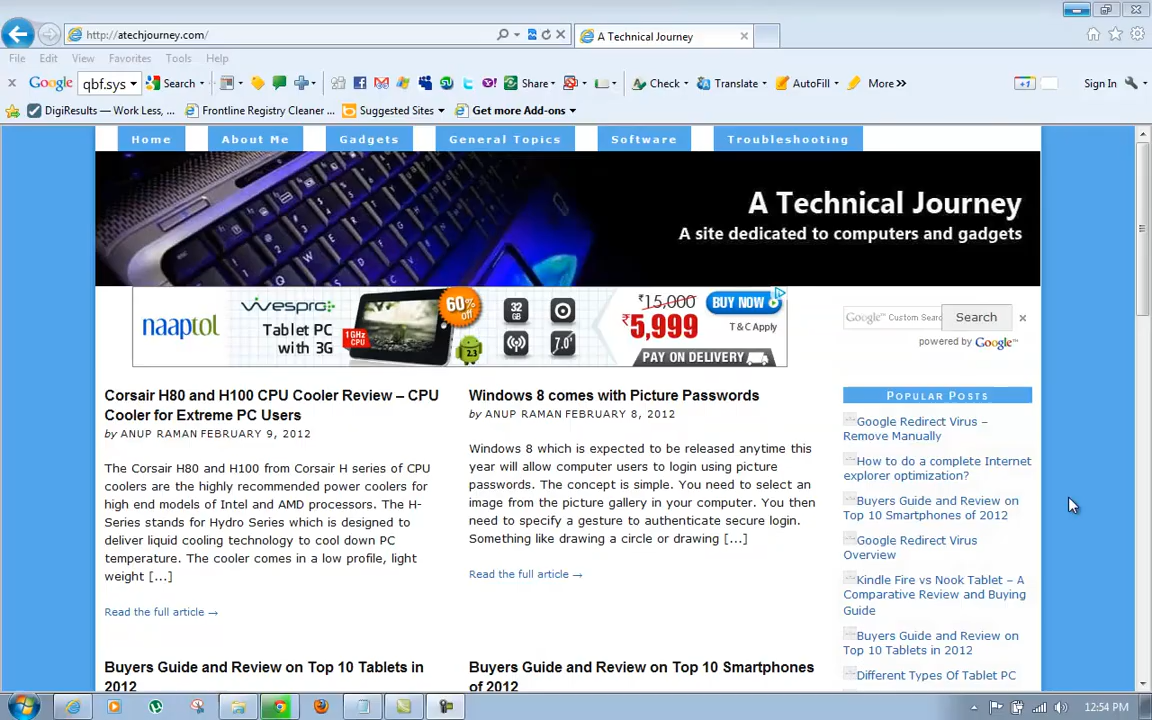 http://atechjourney.com/
A Technical Journey
File Edit View Favorites Tools Help
Google qbf.sys Search Share Check Translate AutoFill More » +1 Sign In
DigiResults — Work Less, ... Frontline Registry Cleaner ... Suggested Sites Get more Add-ons
Home About Me Gadgets General Topics Software Troubleshooting
A Technical Journey
A site dedicated to computers and gadgets
naaptol
wespro
Tablet PC
with 3G
1GHz
CPU
60%
off
2.3
32
GB
7.0"
₹15,000
₹5,999
BUY NOW
T & C Apply
PAY ON DELIVERY
Google Custom Searc Search ×
powered by Google™
Corsair H80 and H100 CPU Cooler Review – CPU
Cooler for Extreme PC Users
by ANUP RAMAN FEBRUARY 9, 2012
The Corsair H80 and H100 from Corsair H series of CPU
coolers are the highly recommended power coolers for
high end models of Intel and AMD processors. The H-
Series stands for Hydro Series which is designed to
deliver liquid cooling technology to cool down PC
temperature. The cooler comes in a low profile, light
weight [...]
Read the full article →
Windows 8 comes with Picture Passwords
by ANUP RAMAN FEBRUARY 8, 2012
Windows 8 which is expected to be released anytime this
year will allow computer users to login using picture
passwords. The concept is simple. You need to select an
image from the picture gallery in your computer. You then
need to specify a gesture to authenticate secure login.
Something like drawing a circle or drawing [...]
Read the full article →
Buyers Guide and Review on Top 10 Tablets in
2012
Buyers Guide and Review on Top 10 Smartphones
of 2012
Popular Posts
Google Redirect Virus –
Remove Manually
How to do a complete Internet
explorer optimization?
Buyers Guide and Review on
Top 10 Smartphones of 2012
Google Redirect Virus
Overview
Kindle Fire vs Nook Tablet – A
Comparative Review and Buying
Guide
Buyers Guide and Review on
Top 10 Tablets in 2012
Different Types Of Tablet PC
12:54 PM